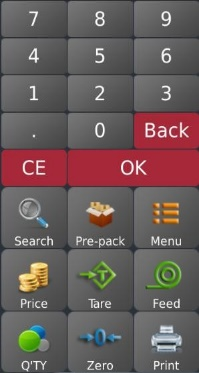 7 8 9
4 5 6
1 2 3
. 0 Back
CE OK
Search Pre-pack Menu
Price Tare Feed
Q'TY Zero Print